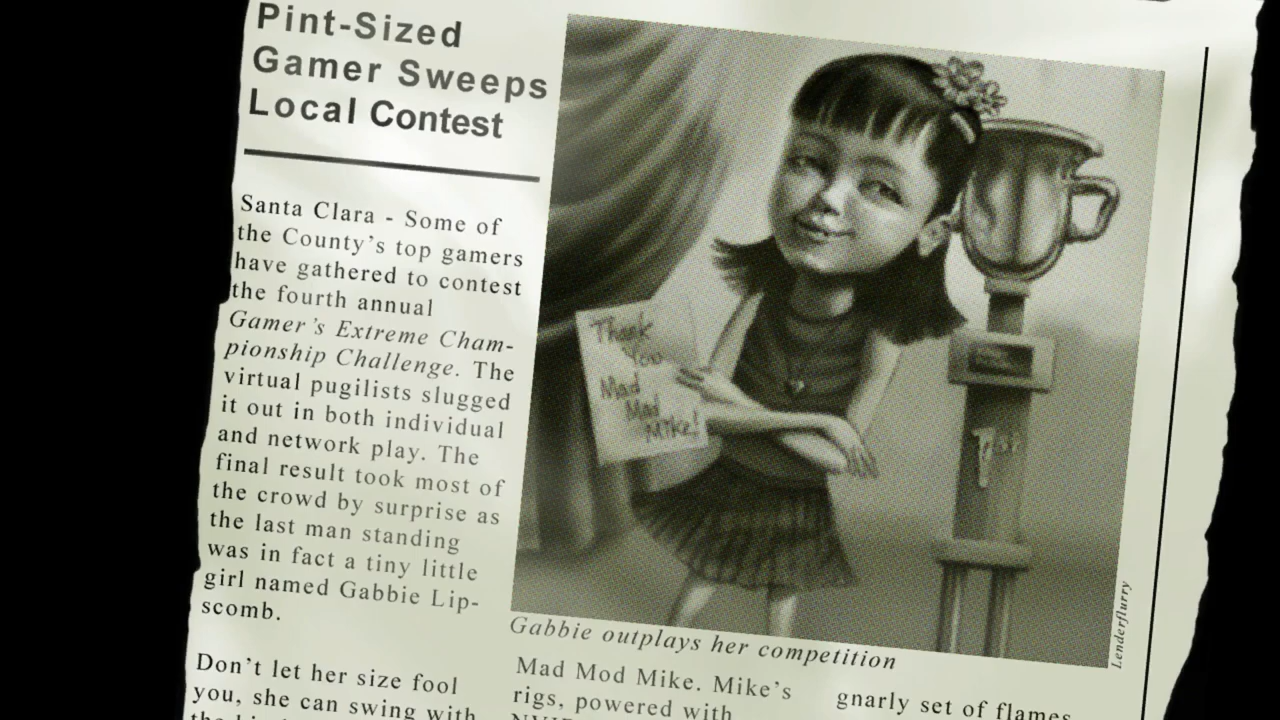 Pint-Sized
Gamer Sweeps
Local Contest
Santa Clara - Some of
the County's top gamers
have gathered to contest
the fourth annual
Gamer's Extreme Cham-
pionship Challenge. The
virtual pugilists slugged
it out in both individual
and network play. The
final result took most of
the crowd by surprise as
the last man standing
was in fact a tiny little
girl named Gabbie Lip-
scomb.
Don't let her size fool
you, she can swing with
Thank
You
Mad
Mad
Mike!
1st
Lenderflurry
Gabbie outplays her competition
Mad Mod Mike. Mike's
rigs, powered with
gnarly set of flames